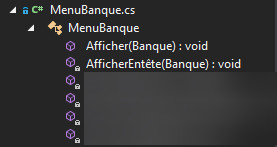 C# MenuBanque.cs
MenuBanque
Afficher(Banque) : void
AfficherEntête(Banque) : void